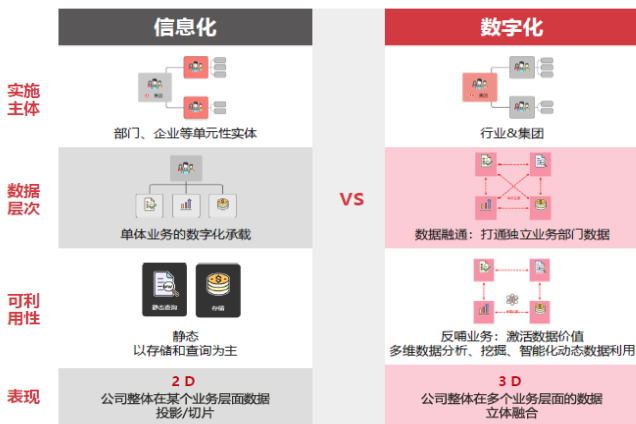 信息化
数字化
实施
主体
部门、企业等单元性实体
行业&集团
数据
层次
单体业务的数字化承载
VS
数据融通：打通独立业务部门数据
可利
用性
静态查询
存储
静态
以存储和查询为主
反哺业务：激活数据价值
多维数据分析、挖掘、智能化动态数据利用
表现
2 D
公司整体在某个业务层面数据
投影/切片
3 D
公司整体在多个业务层面的数据
立体融合